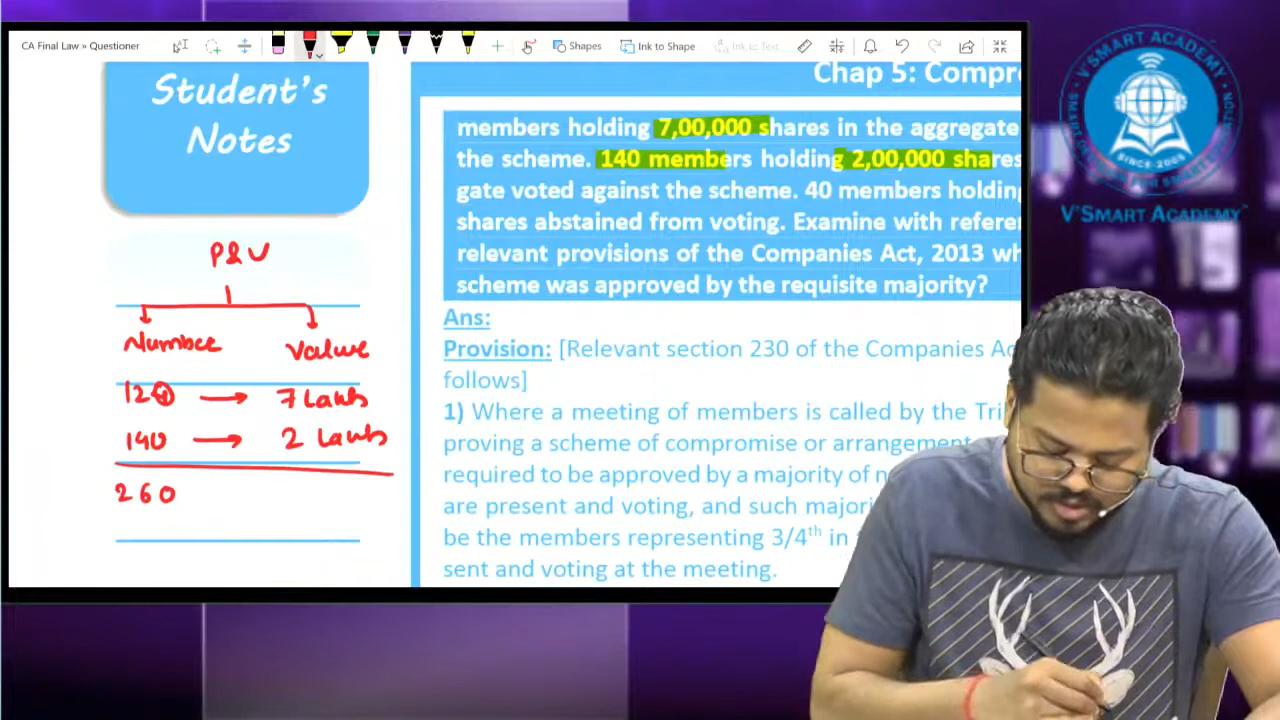 CA Final Law » Questioner
Shapes
Ink to Shape
Ink to Text
Student's
Notes
P&V
Number
Value
120 → 7 Lakhs
140 → 2 Lakhs
260
Chap 5: Compr
members holding 7,00,000 shares in the aggregate
the scheme. 140 members holding 2,00,000 shares
gate voted against the scheme. 40 members holding
shares abstained from voting. Examine with refere
relevant provisions of the Companies Act, 2013 wh
scheme was approved by the requisite majority?
Ans:
Provision: [Relevant section 230 of the Companies Ac
follows]
1) Where a meeting of members is called by the Tri
proving a scheme of compromise or arrangement
required to be approved by a majority of n
are present and voting, and such major
be the members representing 3/4th in
sent and voting at the meeting.
V'SMART ACADEMY
SINCE-2008
V'SMART ACADEMY